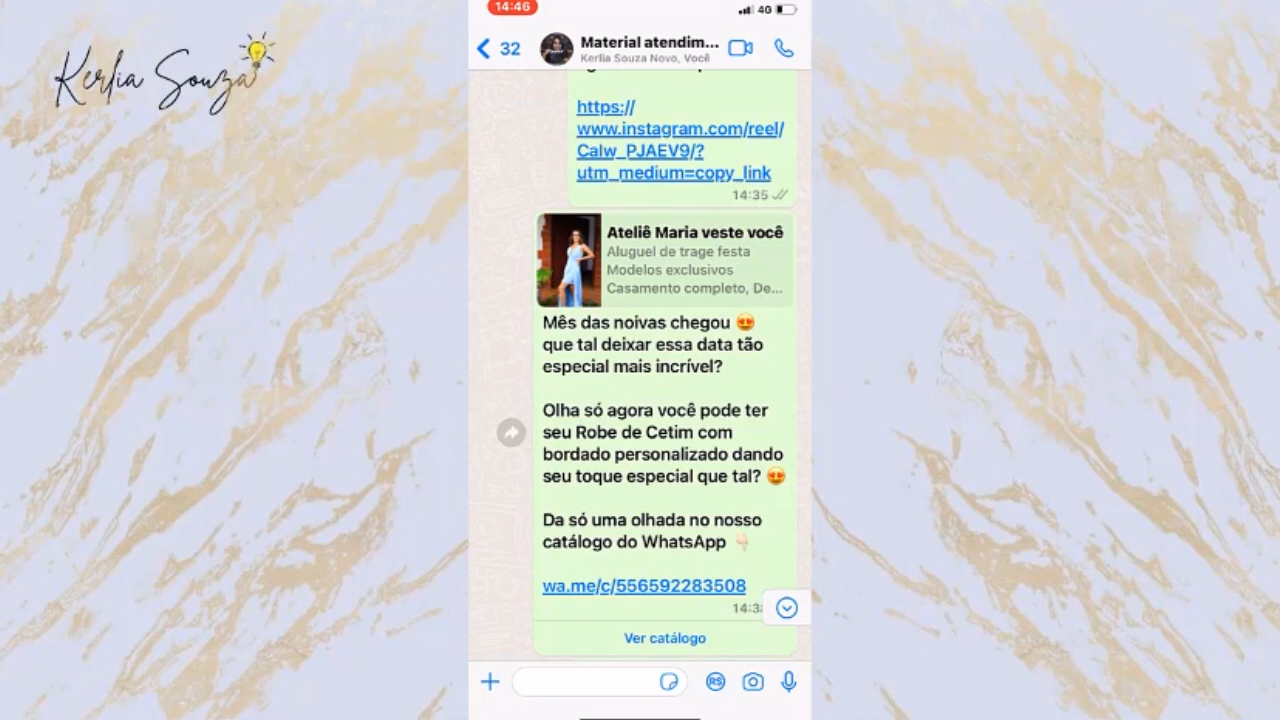 14:46
4G
Kerlia Souza
32
Material atendim...
Kerlia Souza Novo, Você
https://
www.instagram.com/reel/
Calw_PJAEV9/?
utm_medium=copy_link
14:35
Ateliê Maria veste você
Aluguel de trage festa
Modelos exclusivos
Casamento completo, De...
Mês das noivas chegou 😍
que tal deixar essa data tão
especial mais incrível?
Olha só agora você pode ter
seu Robe de Cetim com
bordado personalizado dando
seu toque especial que tal? 😍
Da só uma olhada no nosso
catálogo do WhatsApp 👇🏻
wa.me/c/556592283508
Ver catálogo
R$